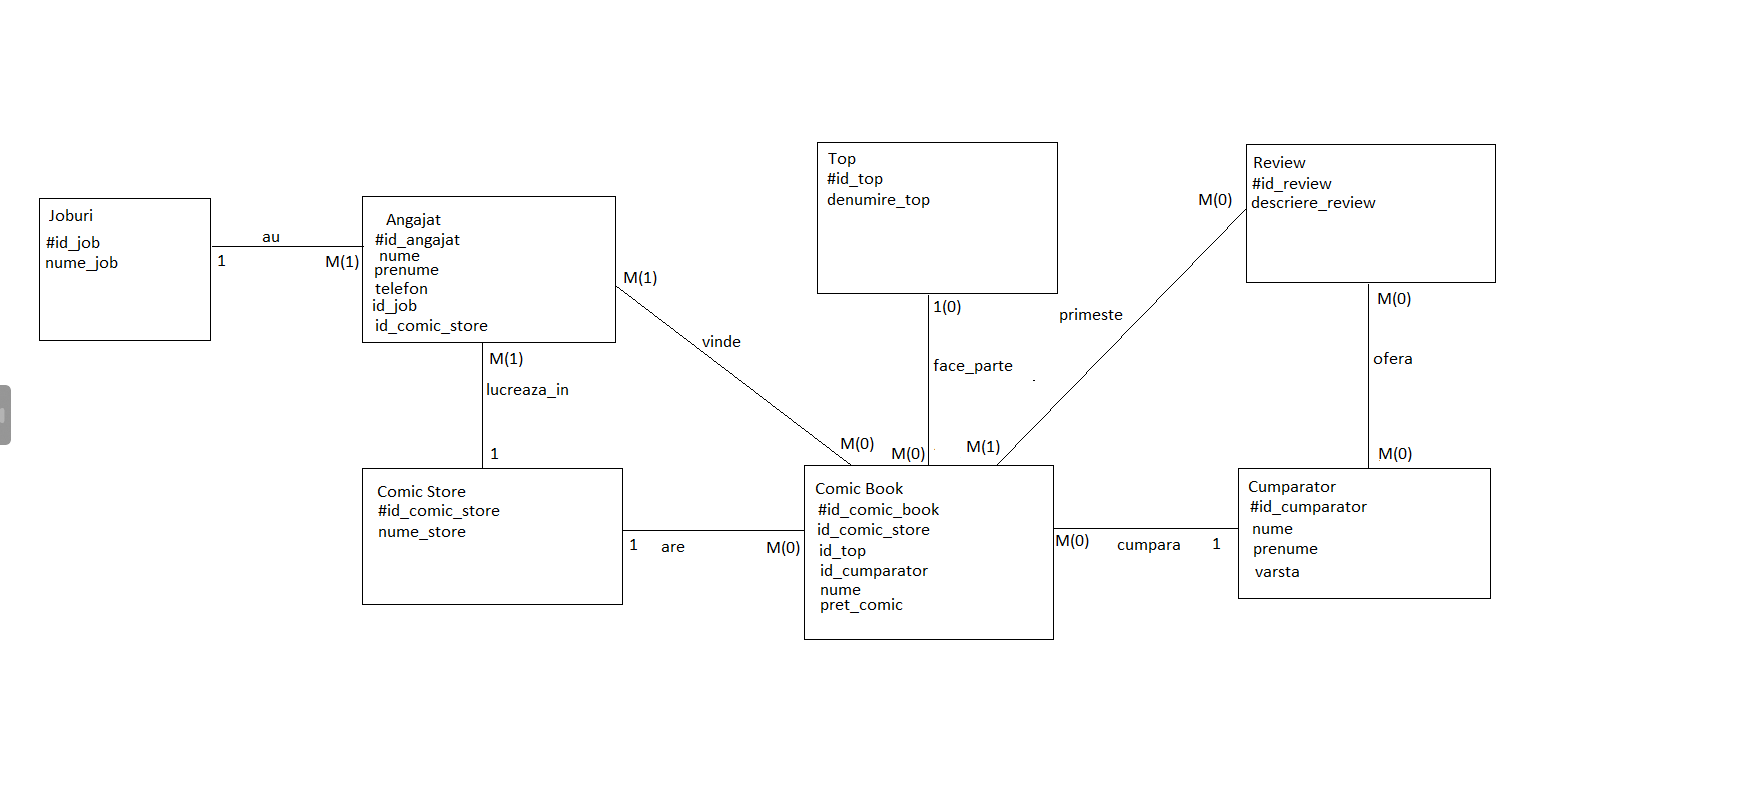 Joburi
#id_job
nume_job
au
1
M(1)
Angajat
#id_angajat
nume
prenume
telefon
id_job
id_comic_store
M(1)
vinde
M(0)
M(1)
lucreaza_in
1
Comic Store
#id_comic_store
nume_store
1
are
M(0)
Top
#id_top
denumire_top
1(0)
face_parte
M(0)
Comic Book
#id_comic_book
id_comic_store
id_top
id_cumparator
nume
pret_comic
M(1)
primeste
M(0)
Review
#id_review
descriere_review
M(0)
ofera
M(0)
M(0)
cumpara
1
Cumparator
#id_cumparator
nume
prenume
varsta